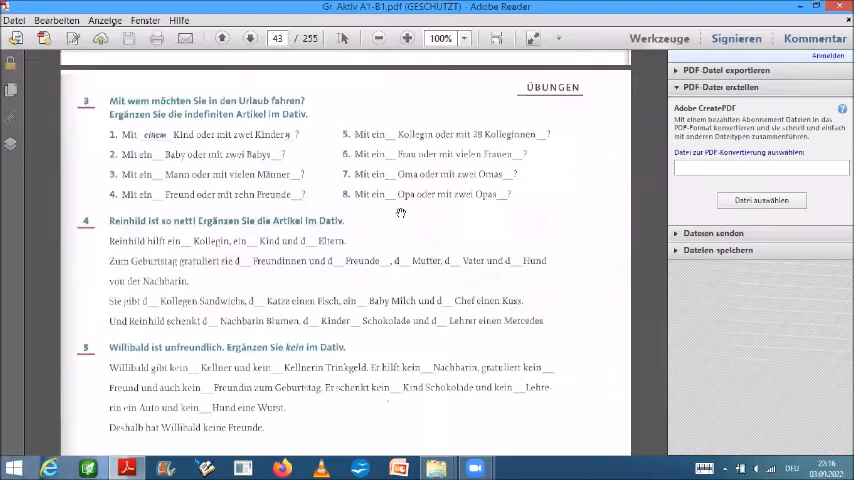 Gr. Aktiv A1-B1.pdf (GESCHÜTZT) - Adobe Reader
Datei Bearbeiten Anzeige Fenster Hilfe
43 / 255
100%
Werkzeuge Signieren Kommentar
Anmelden
ÜBUNGEN
3 Mit wem möchten Sie in den Urlaub fahren?
Ergänzen Sie die indefiniten Artikel im Dativ.
1. Mit einem Kind oder mit zwei Kindern ?
2. Mit ein__ Baby oder mit zwei Babys__?
3. Mit ein__ Mann oder mit vielen Männer__?
4. Mit ein__ Freund oder mit zehn Freunde__?
5. Mit ein__ Kollegin oder mit 28 Kolleginnen__?
6. Mit ein__ Frau oder mit vielen Frauen__?
7. Mit ein__ Oma oder mit zwei Omas__?
8. Mit ein__ Opa oder mit zwei Opas__?
4 Reinhild ist so nett! Ergänzen Sie die Artikel im Dativ.
Reinhild hilft ein__ Kollegin, ein__ Kind und d__ Eltern.
Zum Geburtstag gratuliert sie d__ Freundinnen und d__ Freunde__, d__ Mutter, d__ Vater und d__ Hund
von der Nachbarin.
Sie gibt d__ Kollegen Sandwichs, d__ Katze einen Fisch, ein__ Baby Milch und d__ Chef einen Kuss.
Und Reinhild schenkt d__ Nachbarin Blumen, d__ Kinder__ Schokolade und d__ Lehrer einen Mercedes
5 Willibald ist unfreundlich. Ergänzen Sie kein im Dativ.
Willibald gibt kein__ Kellner und kein__ Kellnerin Trinkgeld. Er hilft kein__ Nachbarin, gratuliert kein__
Freund und auch kein__ Freundin zum Geburtstag. Er schenkt kein__ Kind Schokolade und kein__ Lehre-
rin ein Auto und kein__ Hund eine Wurst.
Deshalb hat Willibald keine Freunde.
PDF-Datei exportieren
PDF-Datei erstellen
Adobe CreatePDF
Mit einem bezahlten Abonnement Dateien in das
PDF-Format konvertieren und sie schnell und einfach
mit anderen Dateitypen zusammenführen.
Datei zur PDF-Konvertierung auswählen:
Datei auswählen
Dateien senden
Dateien speichern
DEU
22:16
03.09.2022